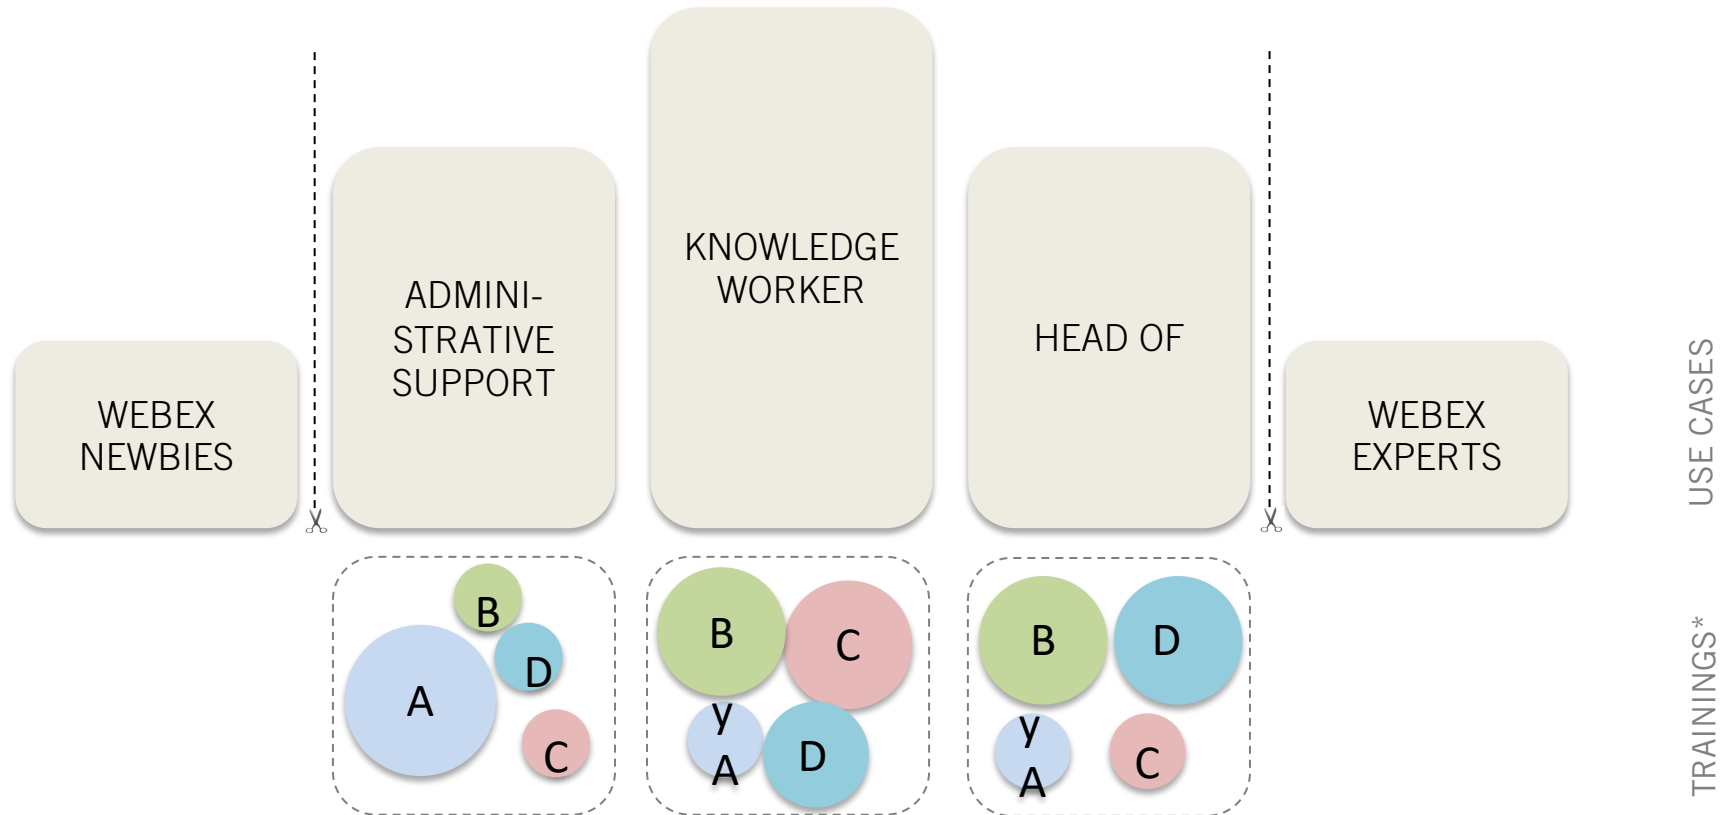 KNOWLEDGE
WORKER
ADMINI-
STRATIVE
SUPPORT
HEAD OF
WEBEX
NEWBIES
WEBEX
EXPERTS
USE CASES
B
D
A
C
B
C
y
A
D
B
D
y
A
C
TRAININGS*